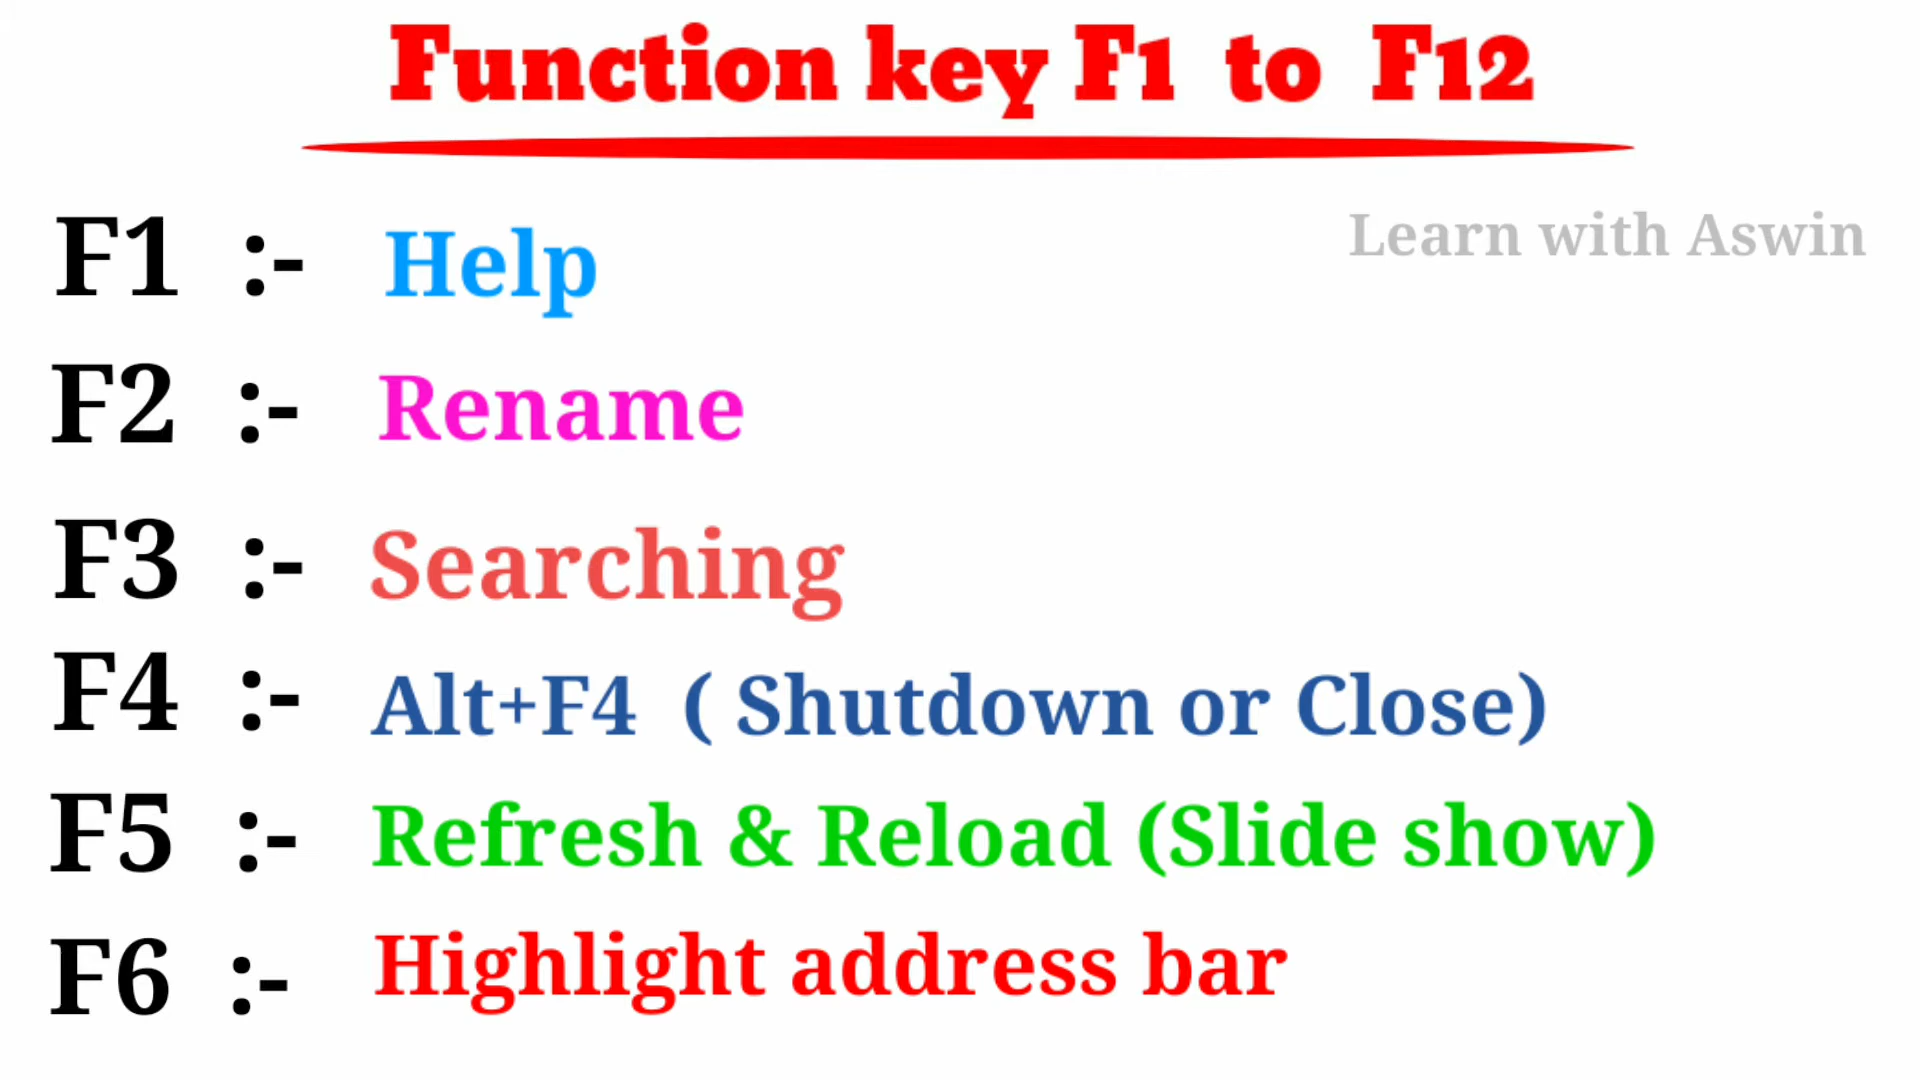 Function key F1 to F12
Learn with Aswin
F1 :- Help
F2 :- Rename
F3 :- Searching
F4 :- Alt+F4 ( Shutdown or Close)
F5 :- Refresh & Reload (Slide show)
F6 :- Highlight address bar